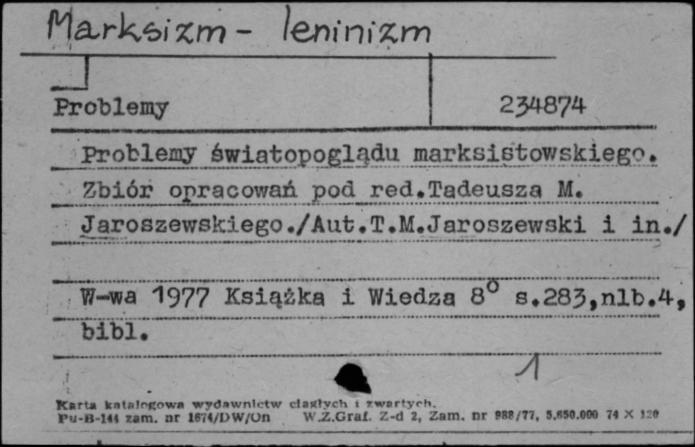 Marksizm - leninizm
Problemy 234874
Problemy światopoglądu marksistowskiego.
Zbiór opracowań pod red.Tadeusza M.
Jaroszewskiego./Aut.T.M.Jaroszewski i in./
W-wa 1977 Książka i Wiedza 8° s.283,nlb.4,
bibl.
1
Karta katalogowa wydawnictw ciągłych i zwartych.
Pu-B-144 zam. nr 1674/DW/Un W.Z.Graf. Z-d 2, Zam. nr 988/77, 5,650.000 74 X 120